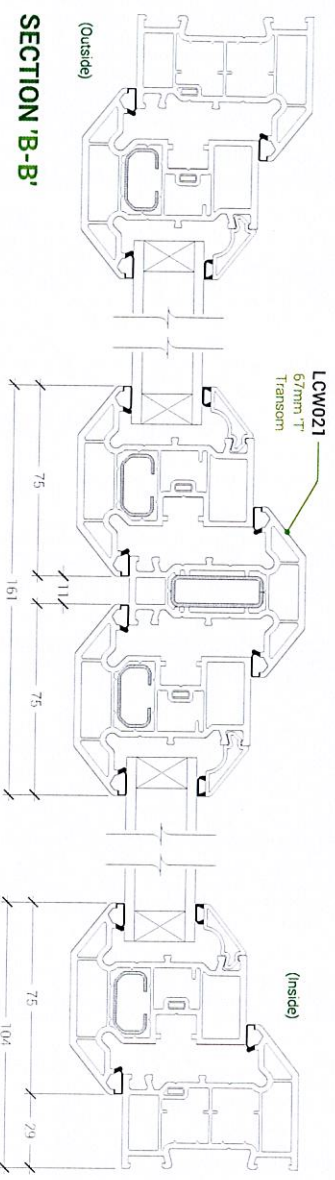 SECTION 'B-B'
(Outside)
LCW021
67mm 'T'
Transom
(Inside)
75
11
75
161
75
29
104